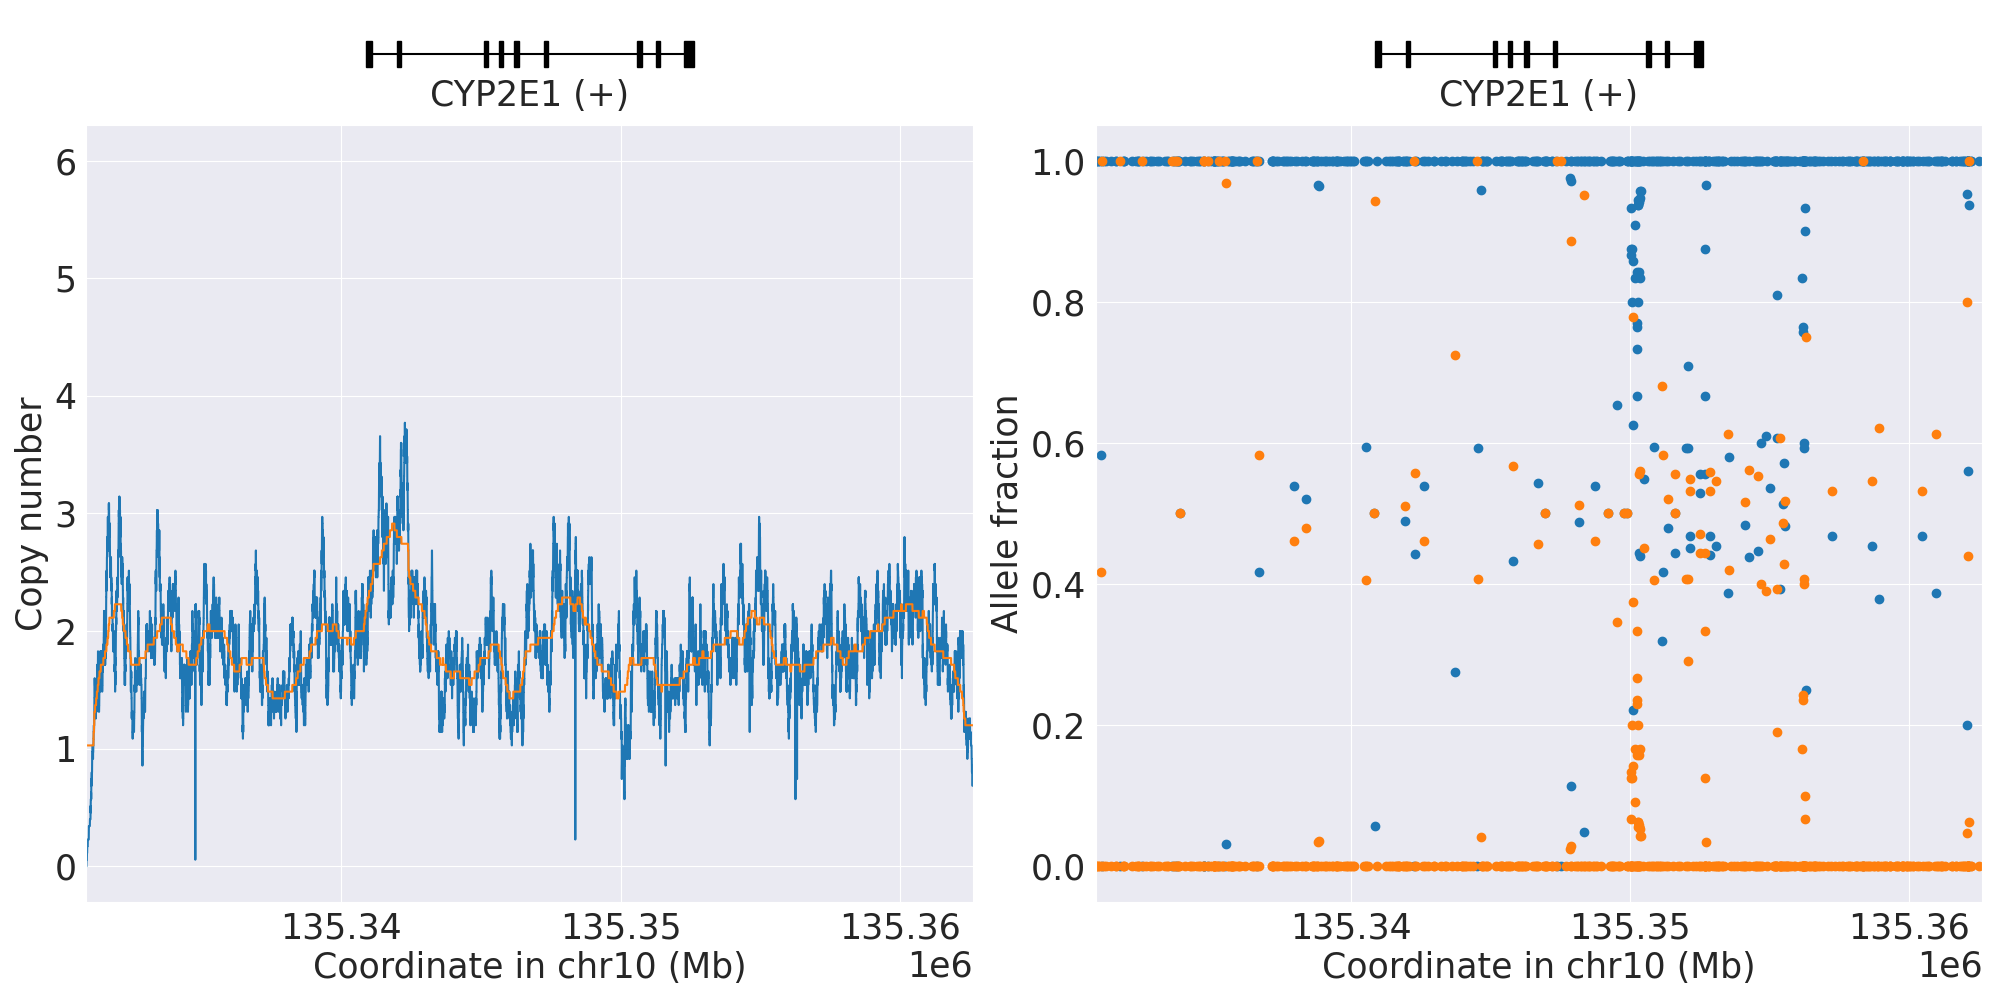 CYP2E1 (+)
6
5
4
3
2
1
0
Copy number
135.34 135.35 135.36
Coordinate in chr10 (Mb)
1e6
CYP2E1 (+)
1.0
0.8
0.6
0.4
0.2
0.0
Allele fraction
135.34 135.35 135.36
Coordinate in chr10 (Mb)
1e6